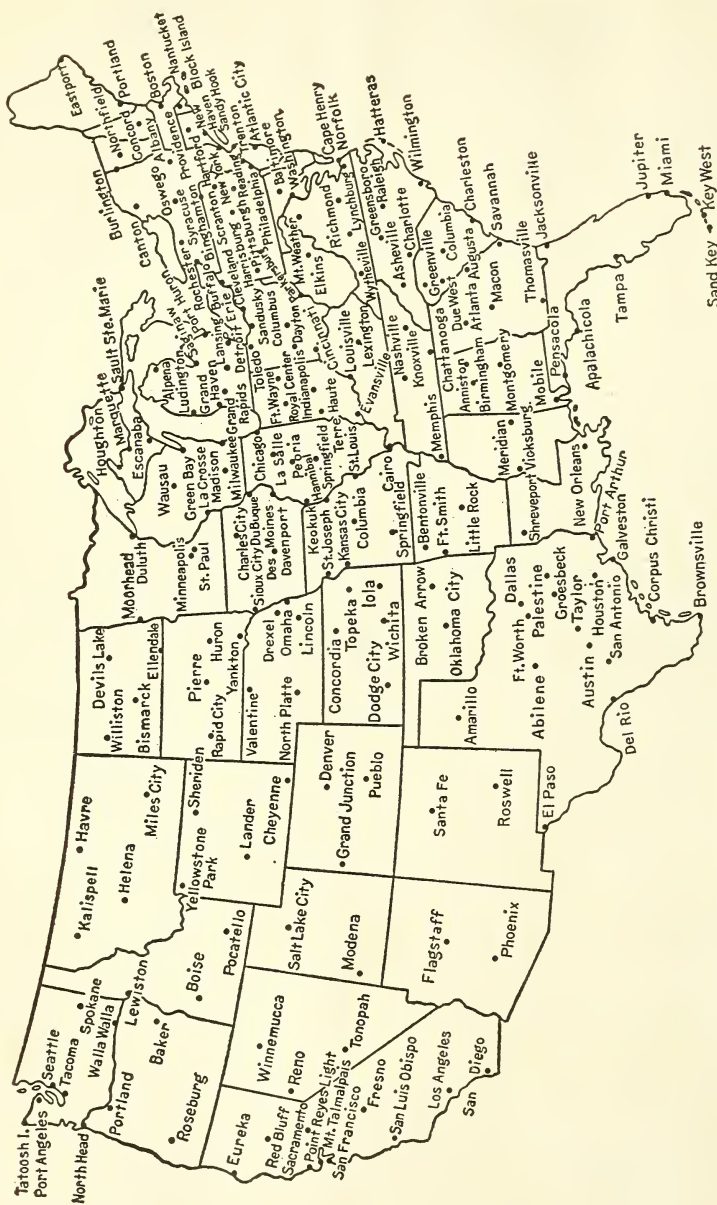 Tatoosh I.
Port Angeles
Seattle
Tacoma
North Head
Spokane
Walla Walla
Portland
Baker
Roseburg
Lewiston
Boise
Pocatello
Kalispell
Havre
Helena
Miles City
Yellowstone
Park
Sheriden
Lander
Cheyenne
Eureka
Red Bluff
Sacramento
Point Reyes Light
Mt. Talmalpais
San Francisco
Fresno
San Luis Obispo
Los Angeles
San Diego
Winnemucca
Reno
Tonopah
Salt Lake City
Modena
Flagstaff
Phoenix
Denver
Grand Junction
Pueblo
Santa Fe
Roswell
El Paso
Devils Lake
Williston
Bismarck
Ellendale
Pierre
Rapid City
Huron
Yankton
Valentine
North Platte
Drexel
Omaha
Lincoln
Concordia
Topeka
Iola
Dodge City
Wichita
Broken Arrow
Oklahoma City
Amarillo
Ft. Worth
Dallas
Abilene
Palestine
Groesbeck
Taylor
Austin
Houston
San Antonio
Del Rio
Corpus Christi
Brownsville
Galveston
Port Arthur
Moorhead
Duluth
Minneapolis
St. Paul
Charles City
Sioux City
Du Buque
Des Moines
Davenport
Keokuk
St. Joseph
Hannibal
Kansas City
Columbia
St. Louis
Springfield
Bentonville
Ft. Smith
Little Rock
Shreveport
New Orleans
Houghton
Marquette
Sault Ste. Marie
Escanaba
Wausau
Green Bay
La Crosse
Madison
Milwaukee
Alpena
Ludington
Saginaw
Port Huron
Grand
Haven
Lansing
Grand
Rapids
Detroit
Chicago
La Salle
Peoria
Springfield
Cairo
Ft. Wayne
Royal Center
Indianapolis
Terre Haute
Evansville
Toledo
Sandusky
Cleveland
Columbus
Dayton
Cincinnati
Parkersburg
Louisville
Lexington
Nashville
Knoxville
Chattanooga
Memphis
Vicksburg
Meridian
Anniston
Birmingham
Montgomery
Mobile
Pensacola
Apalachicola
Thomasville
Jacksonville
Tampa
Jupiter
Miami
Key West
Sand Key
Atlanta
Augusta
Macon
Savannah
Greenville
Due West
Columbia
Charleston
Asheville
Charlotte
Greensboro
Raleigh
Wilmington
Hatteras
Wytheville
Lynchburg
Richmond
Norfolk
Cape Henry
Elkins
Mt. Weather
Washington
Baltimore
Pittsburgh
Erie
Harrisburg
Reading
Philadelphia
Scranton
Trenton
Atlantic City
Sandy Hook
New York
Buffalo
Rochester
Syracuse
Binghamton
Oswego
Albany
Canton
Burlington
Northfield
Concord
Portland
Eastport
Boston
Providence
Harford
New Haven
Nantucket
Block Island